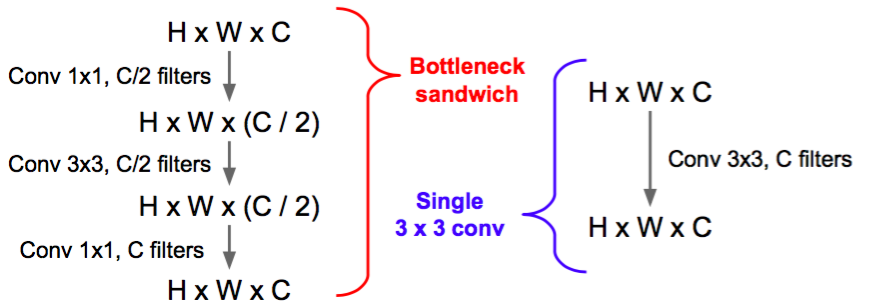 H x W x C
Conv 1x1, C/2 filters
H x W x (C / 2)
Conv 3x3, C/2 filters
H x W x (C / 2)
Conv 1x1, C filters
H x W x C
Bottleneck
sandwich
Single
3 x 3 conv
H x W x C
Conv 3x3, C filters
H x W x C